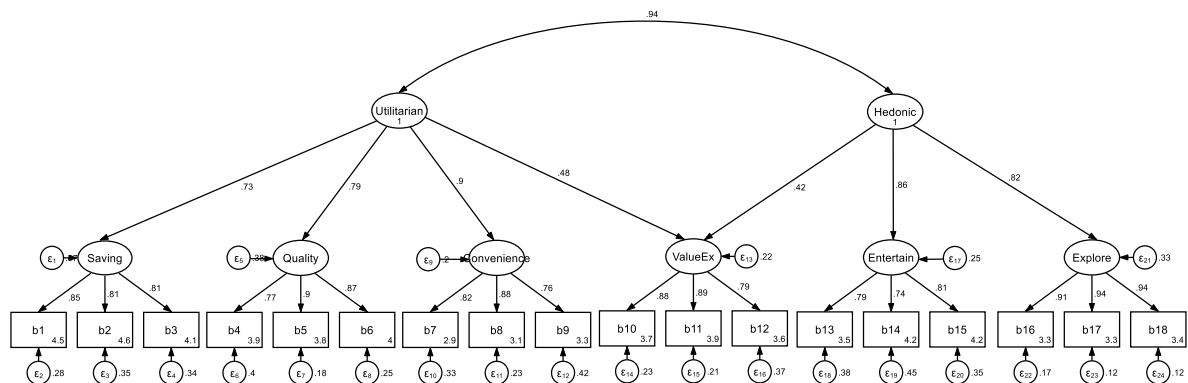 .94
Utilitarian
1
Hedonic
1
.73
.79
.9
.48
.42
.86
.82
ε1
Saving
ε5 .38
Quality
ε9 .2
Convenience
ValueEx
ε13 .22
Entertain
ε17 .25
Explore
ε21 .33
.85 .81 .81 .77 .9 .87 .82 .88 .76 .88 .89 .79 .79 .74 .81 .91 .94 .94
b1 b2 b3 b4 b5 b6 b7 b8 b9 b10 b11 b12 b13 b14 b15 b16 b17 b18
4.5 4.6 4.1 3.9 3.8 4 2.9 3.1 3.3 3.7 3.9 3.6 3.5 4.2 4.2 3.3 3.3 3.4
ε2 .28 ε3 .35 ε4 .34 ε6 .4 ε7 .18 ε8 .25 ε10 .33 ε11 .23 ε12 .42 ε14 .23 ε15 .21 ε16 .37 ε18 .38 ε19 .45 ε20 .35 ε22 .17 ε23 .12 ε24 .12